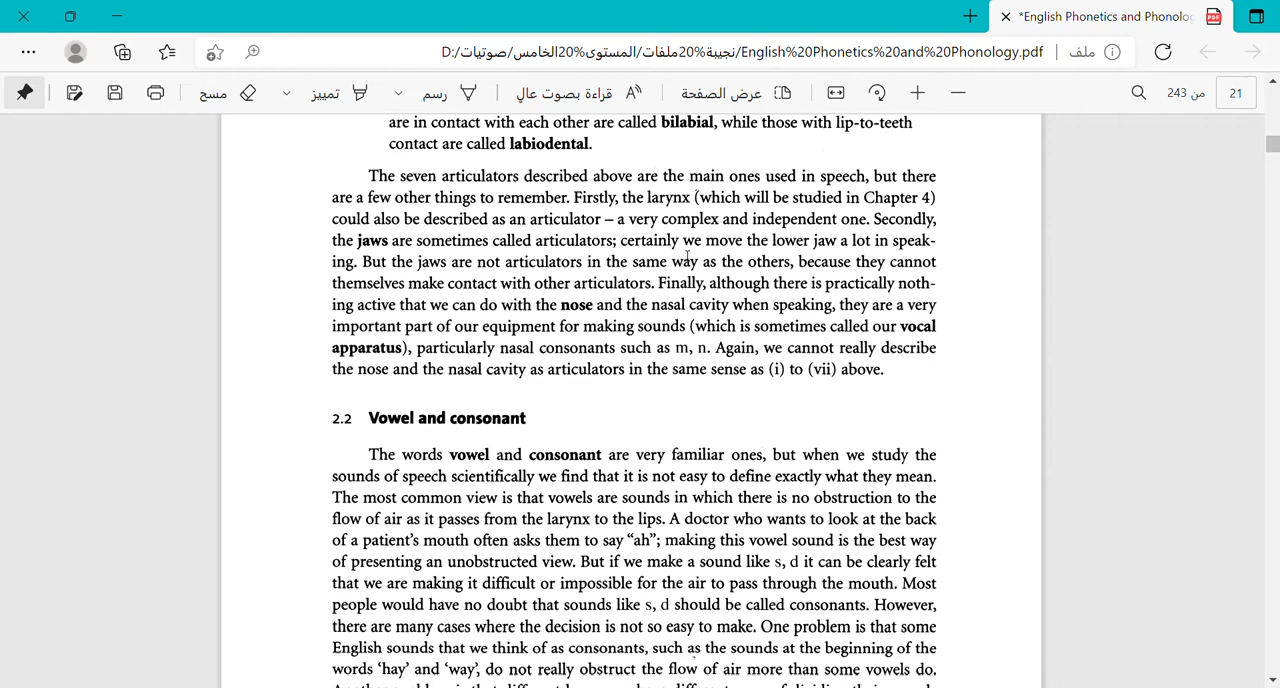 *English Phonetics and Phonolo
D:/صوتيات/المستوى%20الخامس/نجيبة%20ملفات/English%20Phonetics%20and%20Phonology.pdf
ملف
مسح
تمييز
رسم
قراءة بصوت عالٍ
عرض الصفحة
من 243
21
are in contact with each other are called bilabial, while those with lip-to-teeth
contact are called labiodental.
The seven articulators described above are the main ones used in speech, but there
are a few other things to remember. Firstly, the larynx (which will be studied in Chapter 4)
could also be described as an articulator – a very complex and independent one. Secondly,
the jaws are sometimes called articulators; certainly we move the lower jaw a lot in speak-
ing. But the jaws are not articulators in the same way as the others, because they cannot
themselves make contact with other articulators. Finally, although there is practically noth-
ing active that we can do with the nose and the nasal cavity when speaking, they are a very
important part of our equipment for making sounds (which is sometimes called our vocal
apparatus), particularly nasal consonants such as m, n. Again, we cannot really describe
the nose and the nasal cavity as articulators in the same sense as (i) to (vii) above.
2.2 Vowel and consonant
The words vowel and consonant are very familiar ones, but when we study the
sounds of speech scientifically we find that it is not easy to define exactly what they mean.
The most common view is that vowels are sounds in which there is no obstruction to the
flow of air as it passes from the larynx to the lips. A doctor who wants to look at the back
of a patient's mouth often asks them to say “ah”; making this vowel sound is the best way
of presenting an unobstructed view. But if we make a sound like s, d it can be clearly felt
that we are making it difficult or impossible for the air to pass through the mouth. Most
people would have no doubt that sounds like s, d should be called consonants. However,
there are many cases where the decision is not so easy to make. One problem is that some
English sounds that we think of as consonants, such as the sounds at the beginning of the
words ‘hay’ and ‘way’, do not really obstruct the flow of air more than some vowels do.